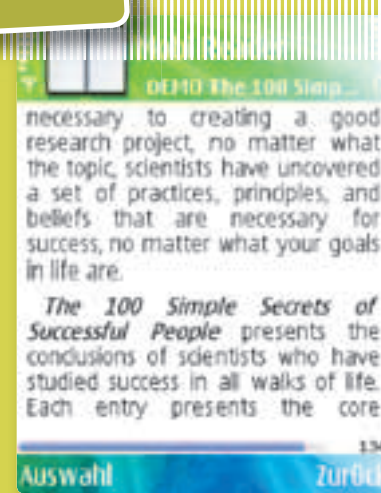 DEMO The 100 Simp...
necessary to creating a good
research project, no matter what
the topic, scientists have uncovered
a set of practices, principles, and
beliefs that are necessary for
success, no matter what your goals
in life are.
The 100 Simple Secrets of
Successful People presents the
conclusions of scientists who have
studied success in all walks of life.
Each entry presents the core
Auswahl